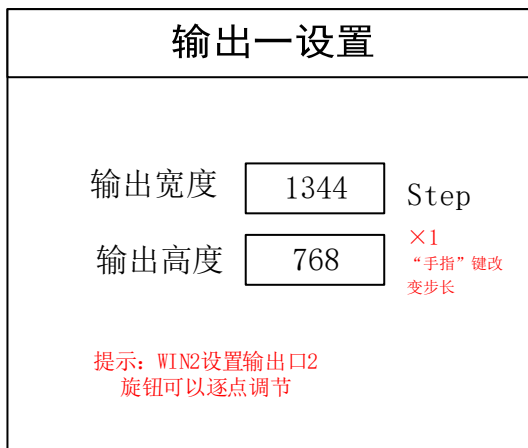 输出一设置
输出宽度 1344 Step
输出高度 768 ×1
“手指”键改
变步长
提示：WIN2设置输出口2
旋钮可以逐点调节